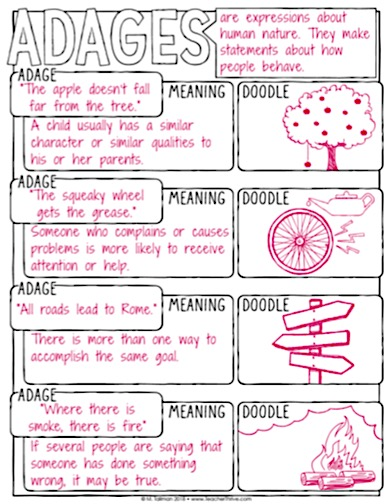 ADAGES
are expressions about
human nature. They make
statements about how
people behave.
ADAGE
"The apple doesn't fall
far from the tree."
MEANING
DOODLE
A child usually has a similar
character or similar qualities to
his or her parents.
ADAGE
"The squeaky wheel
gets the grease."
MEANING
DOODLE
Someone who complains or causes
problems is more likely to receive
attention or help.
ADAGE
"All roads lead to Rome."
MEANING
DOODLE
There is more than one way to
accomplish the same goal.
ADAGE
"Where there is
smoke, there is fire"
MEANING
DOODLE
If several people are saying that
someone has done something
wrong, it may be true.
© M. Tallman 2018 • www.TeacherThrive.com